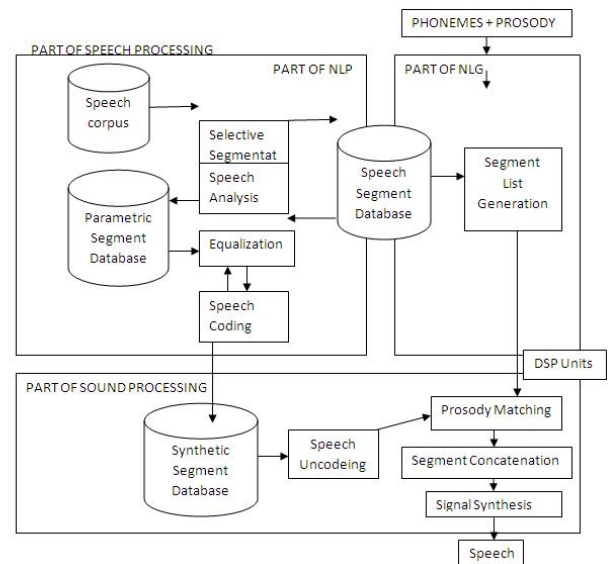 PHONEMES + PROSODY
PART OF SPEECH PROCESSING
PART OF NLP
PART OF NLG
Speech
corpus
Selective
Segmentat
Speech
Analysis
Speech
Segment
Database
Segment
List
Generation
Parametric
Segment
Database
Equalization
Speech
Coding
DSP Units
PART OF SOUND PROCESSING
Prosody Matching
Synthetic
Segment
Database
Speech
Uncodeing
Segment Concatenation
Signal Synthesis
Speech